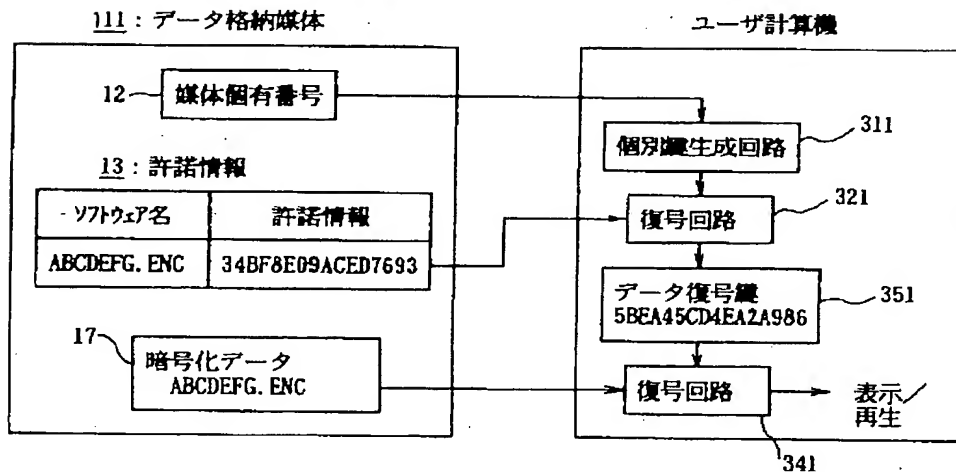 111：データ格納媒体
ユーザ計算機
12
媒体個有番号
個別鍵生成回路
311
13：許諾情報
ソフトウェア名
許諾情報
ABCDEFG.ENC
34BF8E09ACED7693
復号回路
321
データ復号鍵
5BEA45CD4EA2A986
351
17
暗号化データ
ABCDEFG.ENC
復号回路
341
表示／
再生